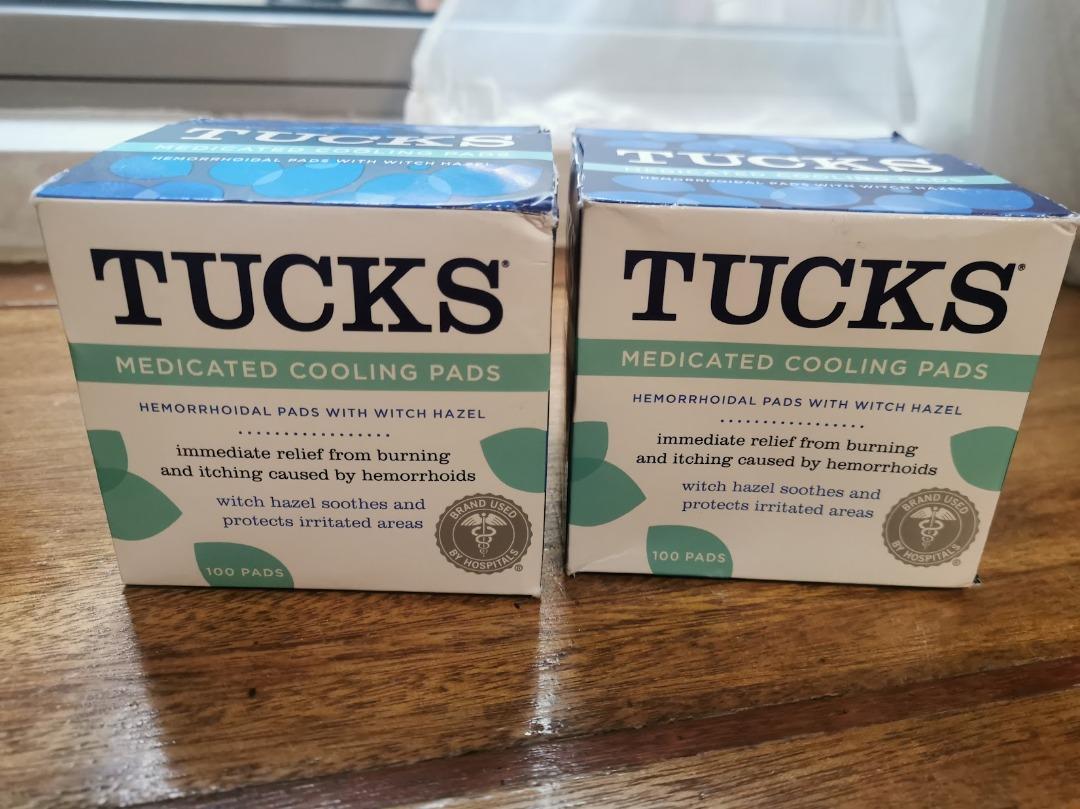 TUCKS
MEDICATED COOLING PADS
HEMORRHOIDAL PADS WITH WITCH HAZEL
TUCKS®
MEDICATED COOLING PADS
HEMORRHOIDAL PADS WITH WITCH HAZEL
immediate relief from burning
and itching caused by hemorrhoids
witch hazel soothes and
protects irritated areas
BRAND USED
BY HOSPITALS®
100 PADS
TUCKS
MEDICATED COOLING PADS
HEMORRHOIDAL PADS WITH WITCH HAZEL
TUCKS®
MEDICATED COOLING PADS
HEMORRHOIDAL PADS WITH WITCH HAZEL
immediate relief from burning
and itching caused by hemorrhoids
witch hazel soothes and
protects irritated areas
BRAND USED
BY HOSPITALS®
100 PADS